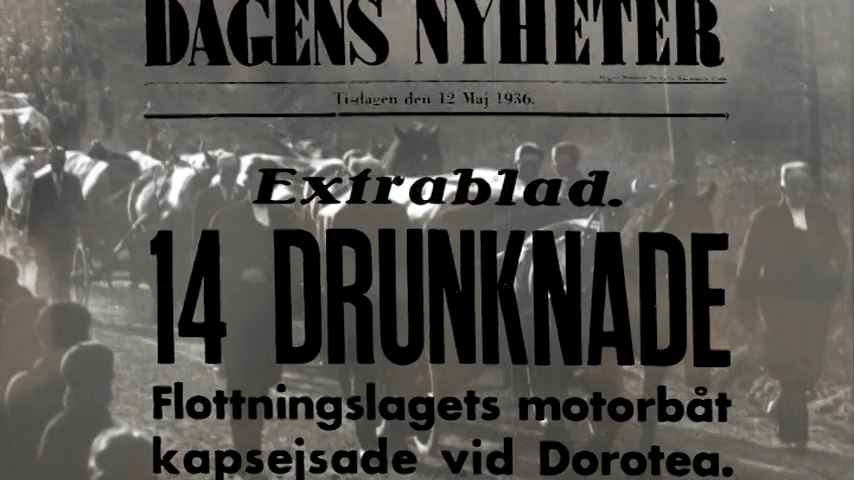 DAGENS NYHETER
Tisdagen den 12 Maj 1936.
Extrablad.
14 DRUNKNADE
Flottningslagets motorbåt
kapsejsade vid Dorotea.